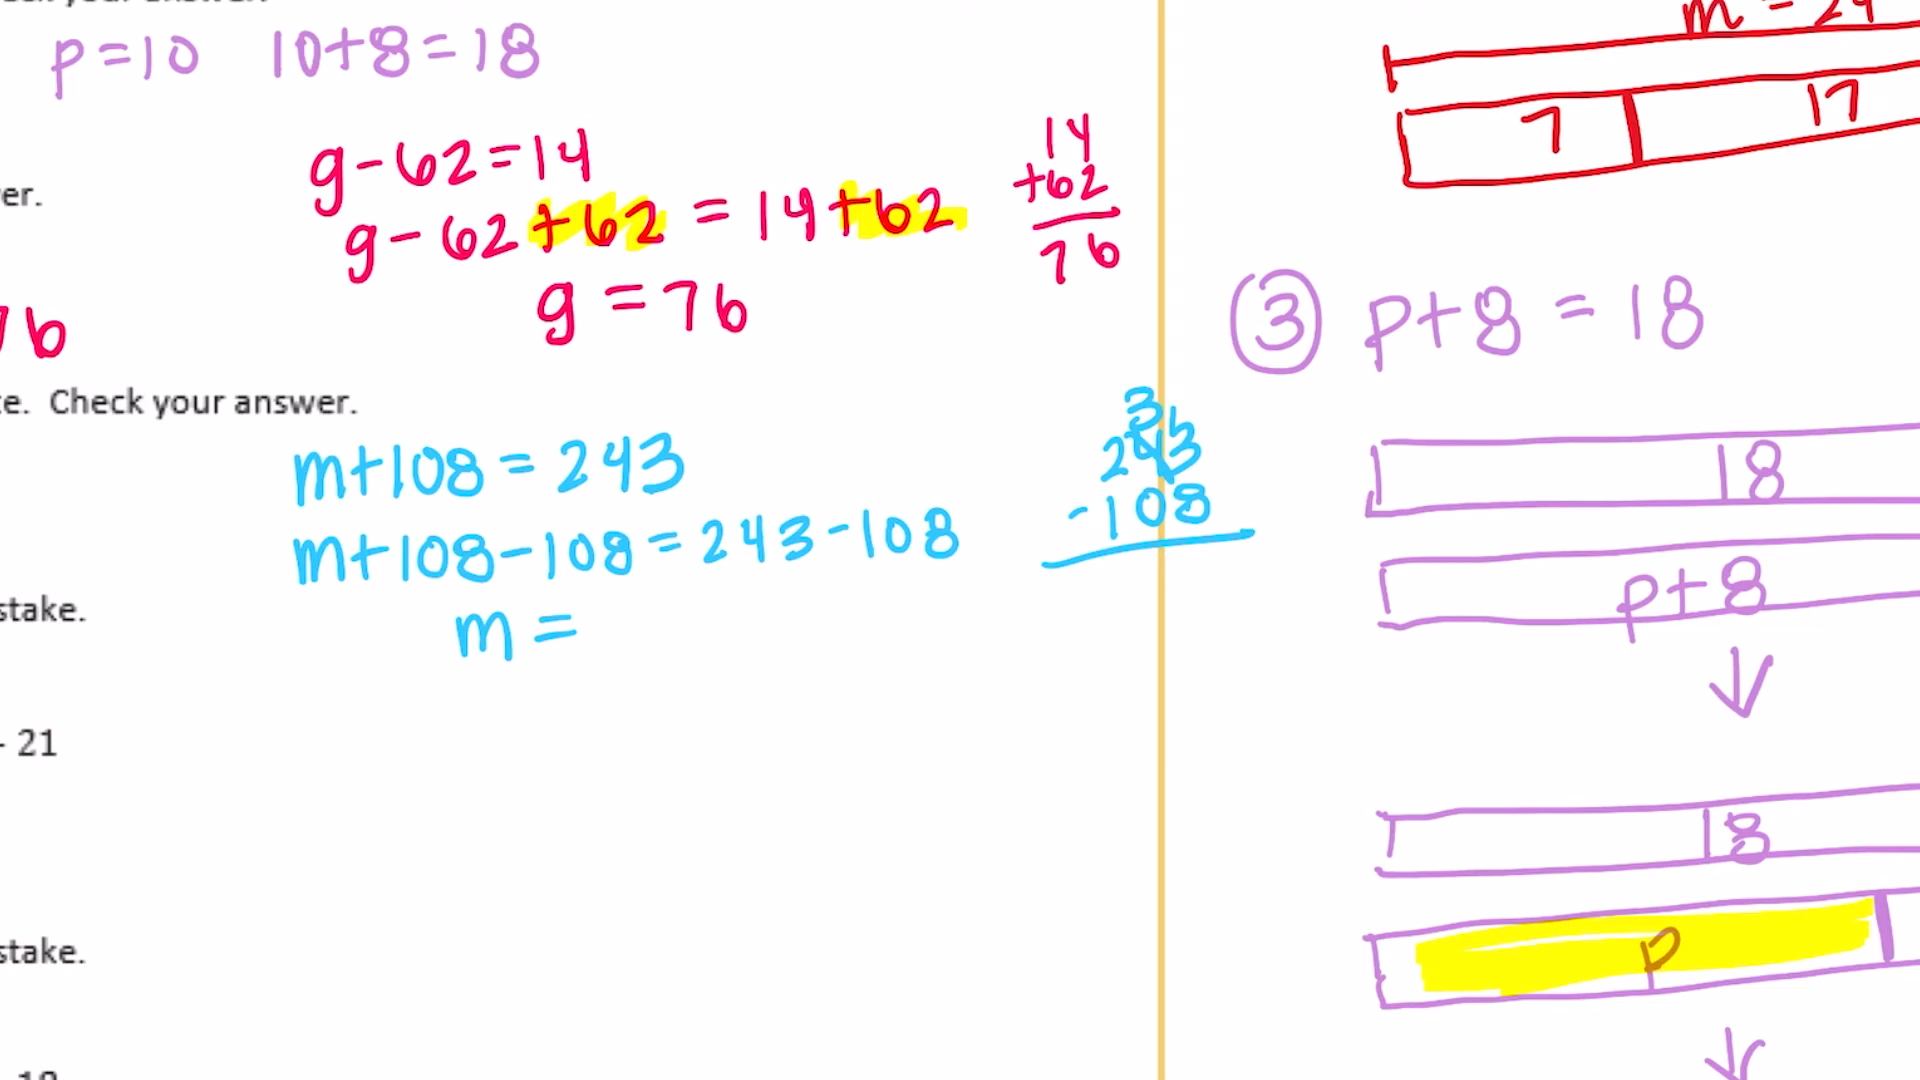 p=10 10+8=18
g-62=14
g-62+62=14+62
g=76
14
+62
76
er.
76
e. Check your answer.
m+108=243
m+108-108=243-108
m=
3 1
243
-108
stake.
- 21
stake.
7 17
3 p+8=18
18
p+8
18
p